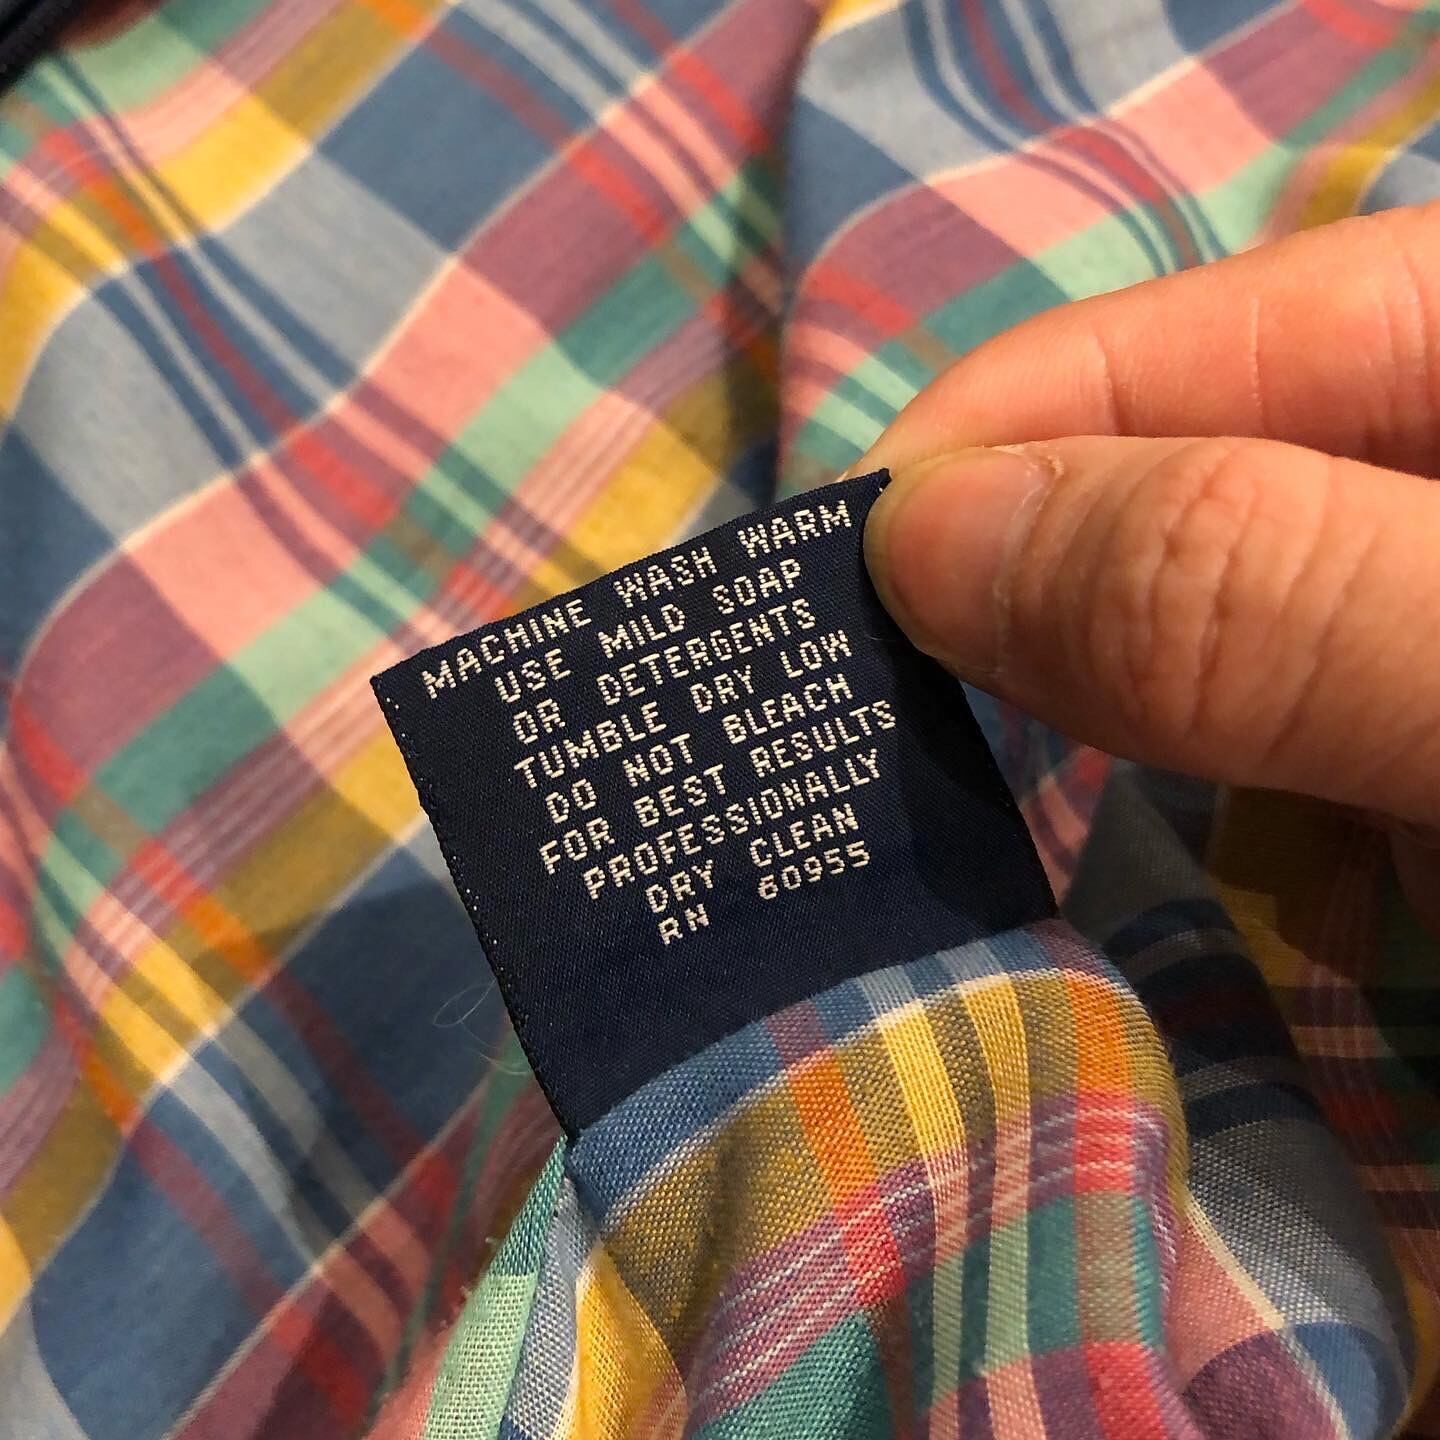 MACHINE WASH WARM
USE MILD SOAP
OR DETERGENTS
TUMBLE DRY LOW
DO NOT BLEACH
FOR BEST RESULTS
PROFESSIONALLY
DRY CLEAN
RN 60955